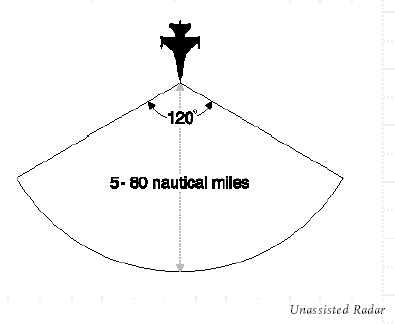 120°
5 - 80 nautical miles
Unassisted Radar